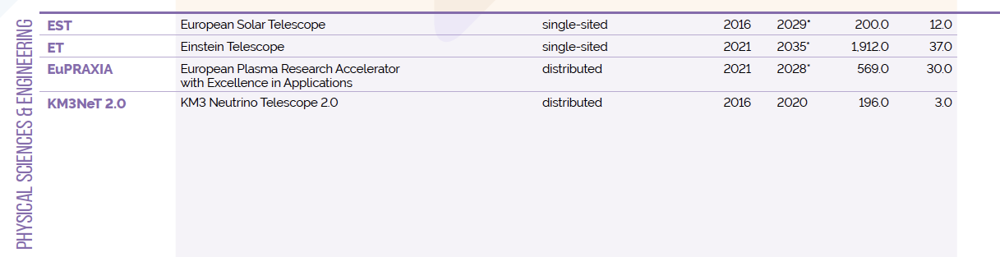 PHYSICAL SCIENCES & ENGINEERING
EST European Solar Telescope single-sited 2016 2029* 200.0 12.0
ET Einstein Telescope single-sited 2021 2035* 1,912.0 37.0
EuPRAXIA European Plasma Research Accelerator distributed 2021 2028* 569.0 30.0
with Excellence in Applications
KM3NeT 2.0 KM3 Neutrino Telescope 2.0 distributed 2016 2020 196.0 3.0